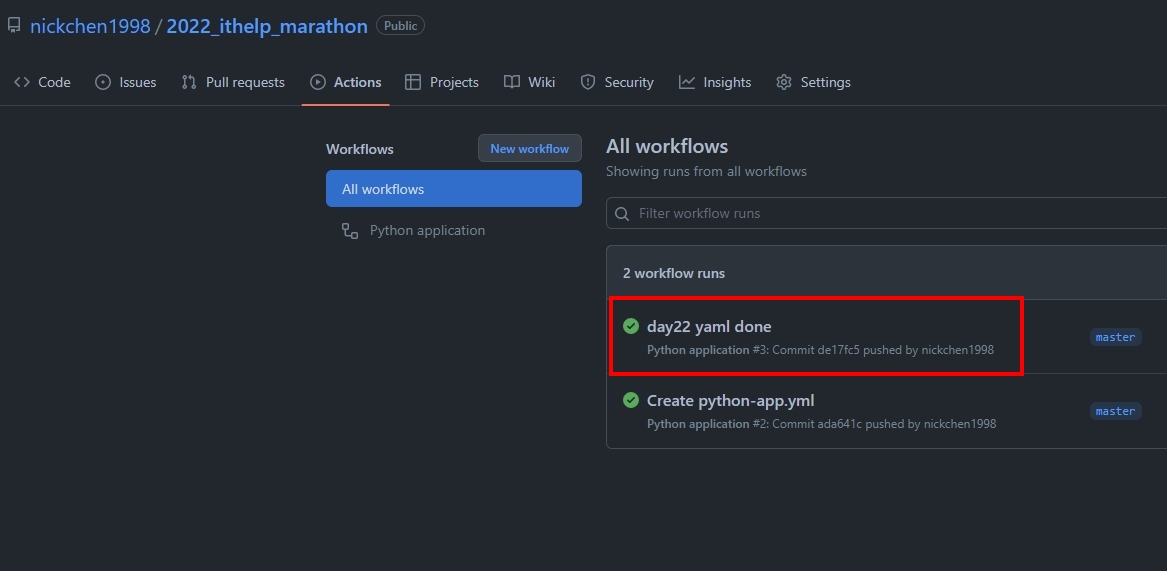 nickchen1998 / 2022_ithelp_marathon Public
Code Issues Pull requests Actions Projects Wiki Security Insights Settings
Workflows
New workflow
All workflows
Python application
All workflows
Showing runs from all workflows
Filter workflow runs
2 workflow runs
day22 yaml done
Python application #3: Commit de17fc5 pushed by nickchen1998
master
Create python-app.yml
Python application #2: Commit ada641c pushed by nickchen1998
master